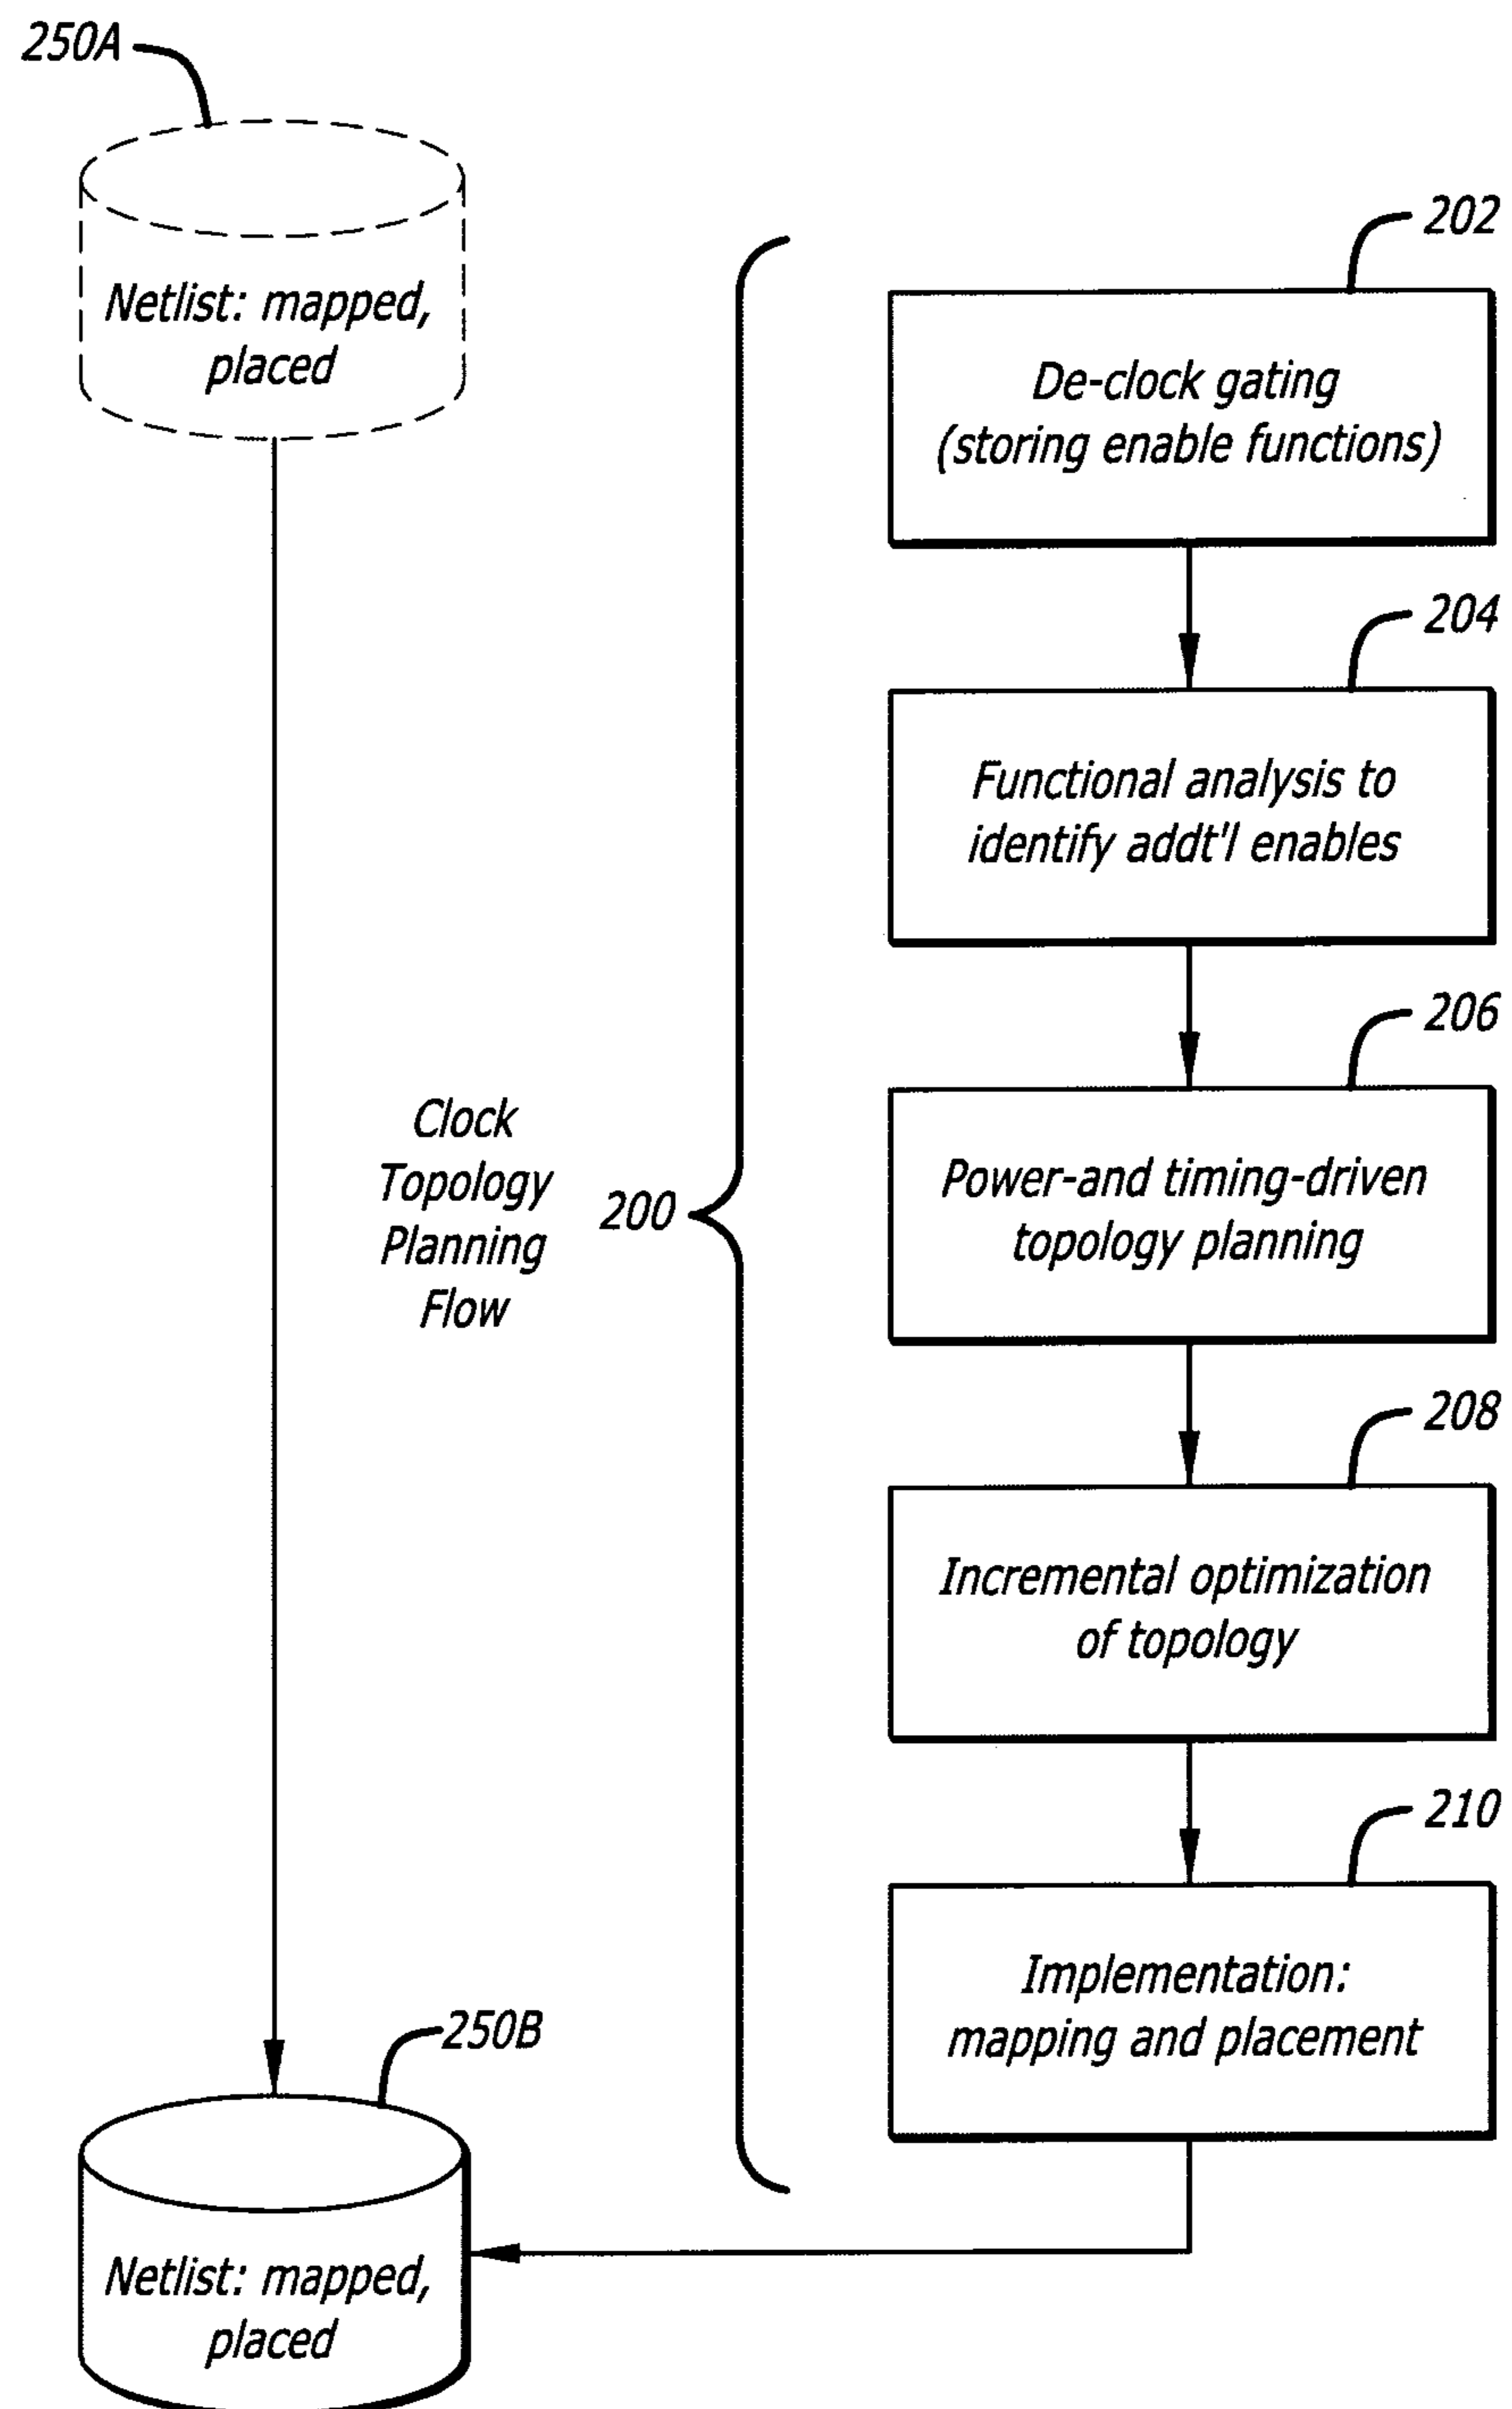 250A
Netlist: mapped,
placed
202
De-clock gating
(storing enable functions)
204
Functional analysis to
identify addt'l enables
206
Power-and timing-driven
topology planning
Clock
Topology
Planning
Flow
200
208
Incremental optimization
of topology
210
Implementation:
mapping and placement
250B
Netlist: mapped,
placed